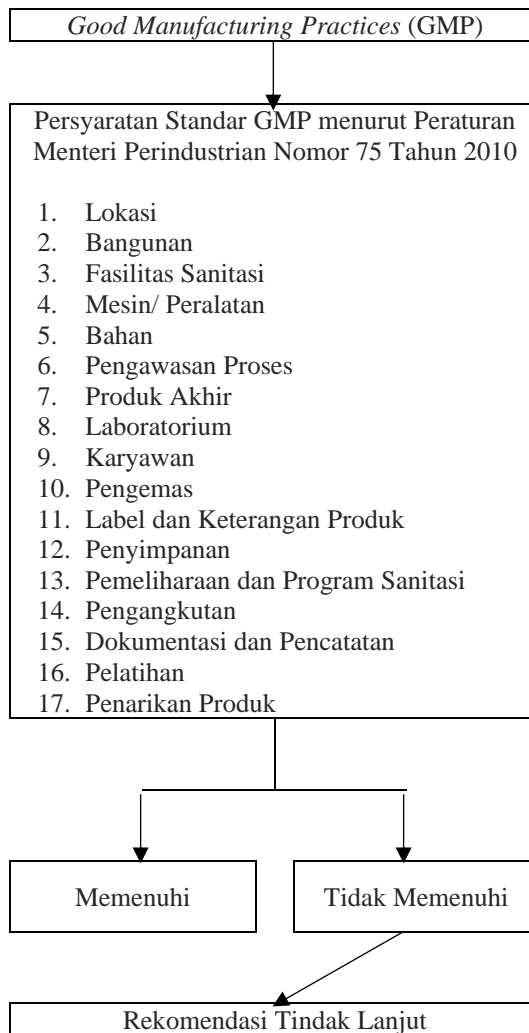 Good Manufacturing Practices (GMP)
Persyaratan Standar GMP menurut Peraturan
Menteri Perindustrian Nomor 75 Tahun 2010
1. Lokasi
2. Bangunan
3. Fasilitas Sanitasi
4. Mesin/ Peralatan
5. Bahan
6. Pengawasan Proses
7. Produk Akhir
8. Laboratorium
9. Karyawan
10. Pengemas
11. Label dan Keterangan Produk
12. Penyimpanan
13. Pemeliharaan dan Program Sanitasi
14. Pengangkutan
15. Dokumentasi dan Pencatatan
16. Pelatihan
17. Penarikan Produk
Memenuhi
Tidak Memenuhi
Rekomendasi Tindak Lanjut